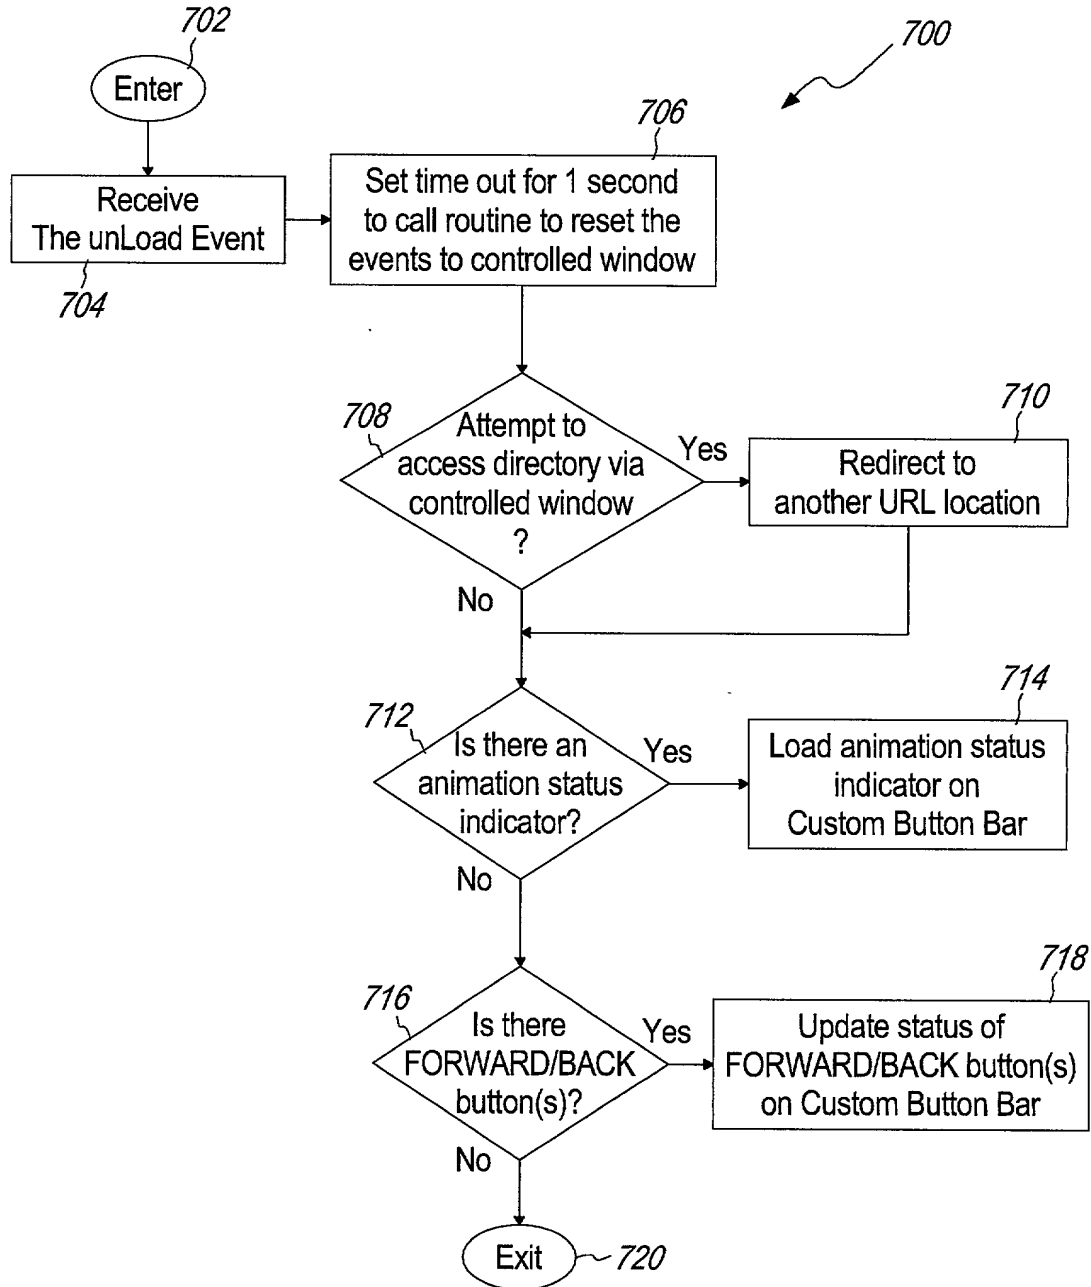 702
700
Enter
706
Receive
The unLoad Event
704
Set time out for 1 second
to call routine to reset the
events to controlled window
708
Attempt to
access directory via
controlled window
?
Yes
710
Redirect to
another URL location
No
712
Is there an
animation status
indicator?
Yes
714
Load animation status
indicator on
Custom Button Bar
No
716
Is there
FORWARD/BACK
button(s)?
Yes
718
Update status of
FORWARD/BACK button(s)
on Custom Button Bar
No
Exit
720